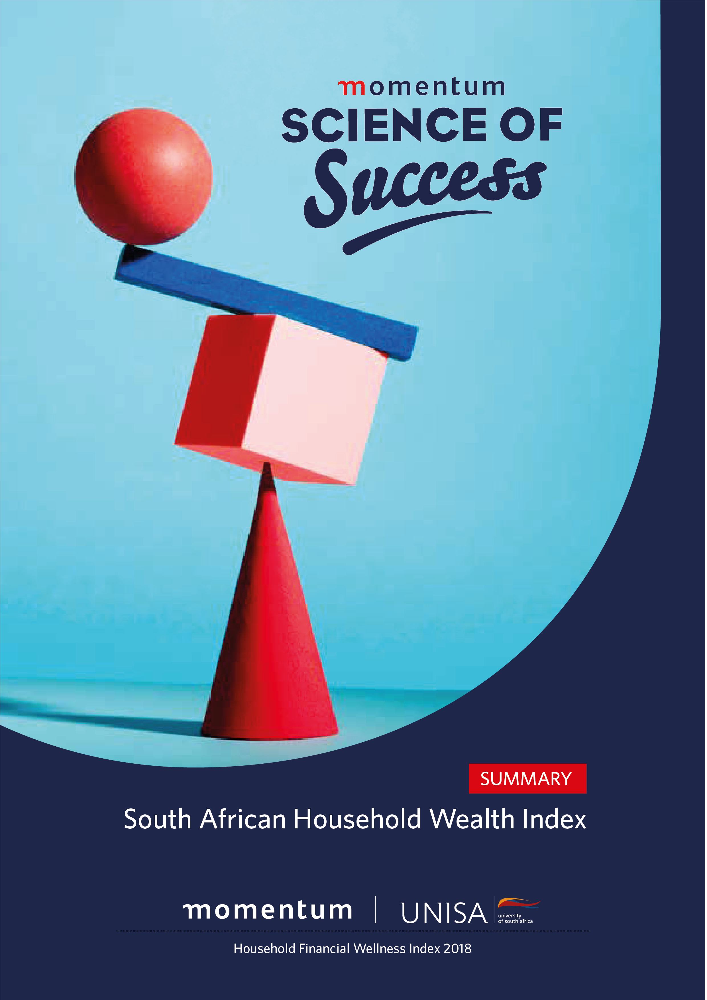 momentum
SCIENCE OF
Success
SUMMARY
South African Household Wealth Index
momentum
UNISA
university
of south africa
Household Financial Wellness Index 2018